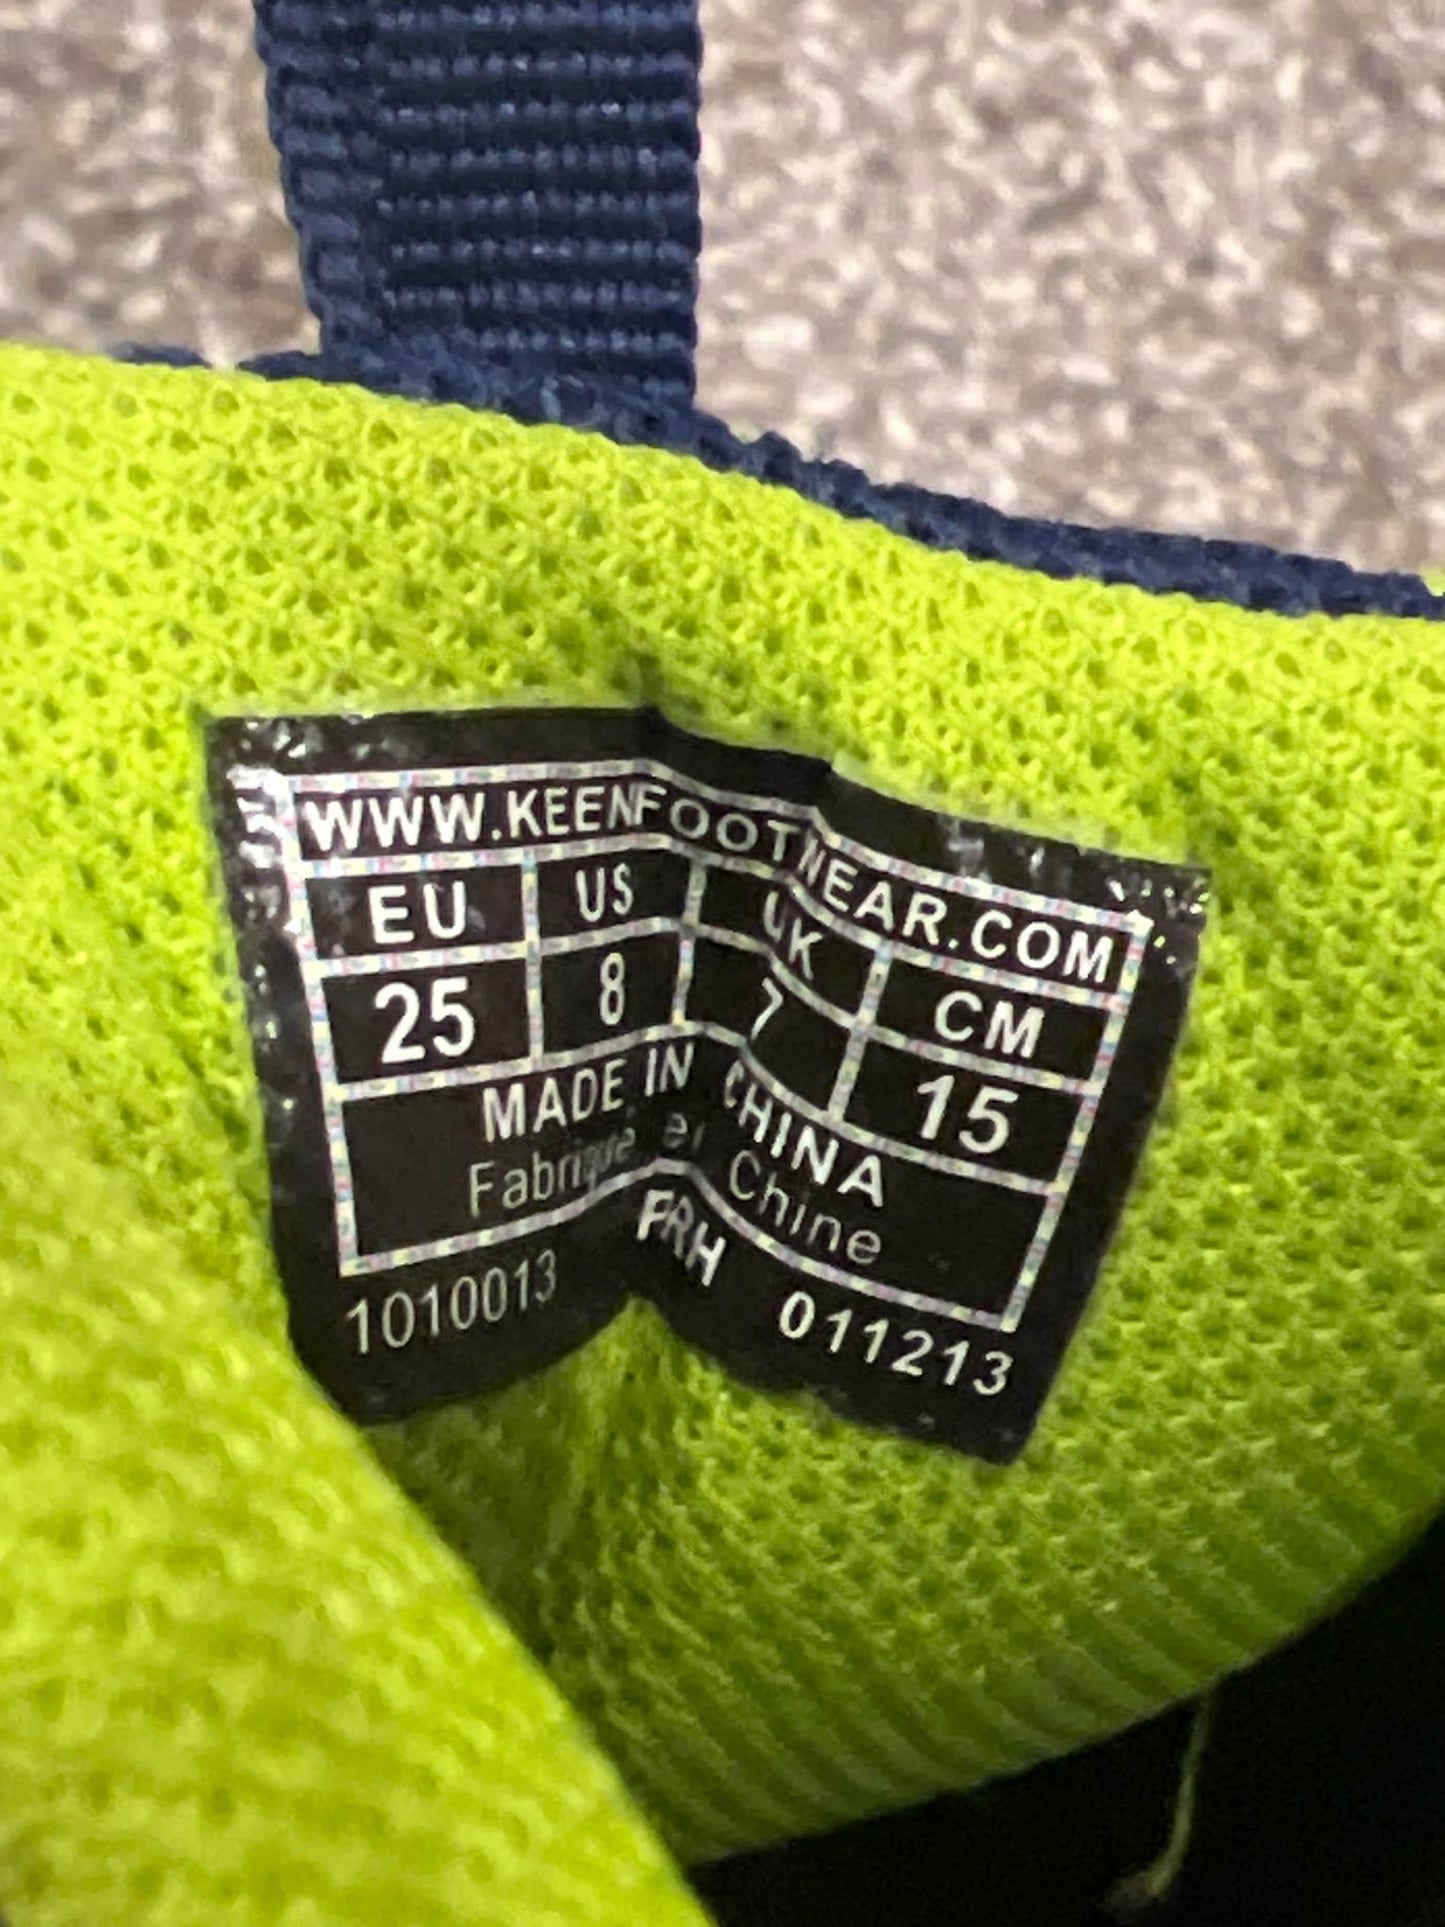 WWW.KEENFOOTWEAR.COM
EU US UK CM
25 8 7 15
MADE IN CHINA
Fabriqué en Chine
1010013 PRH 011213